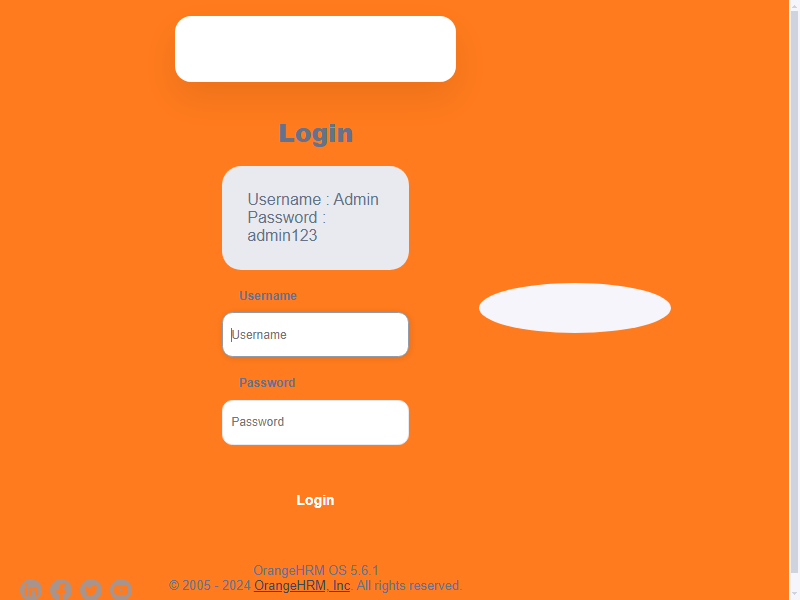 Login
Username : Admin
Password :
admin123
Username
Username
Password
Password
Login
OrangeHRM OS 5.6.1
© 2005 - 2024 OrangeHRM, Inc. All rights reserved.